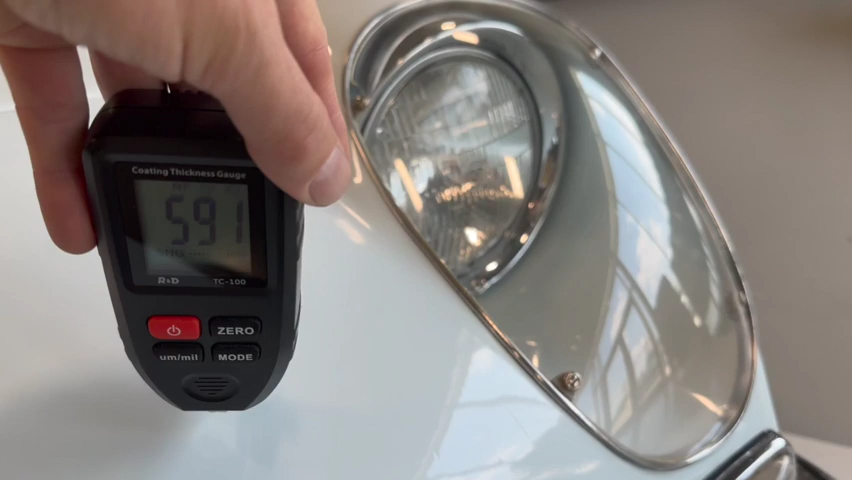 Coating Thickness Gauge
591
R&D TC-100
ZERO
um/mil MODE